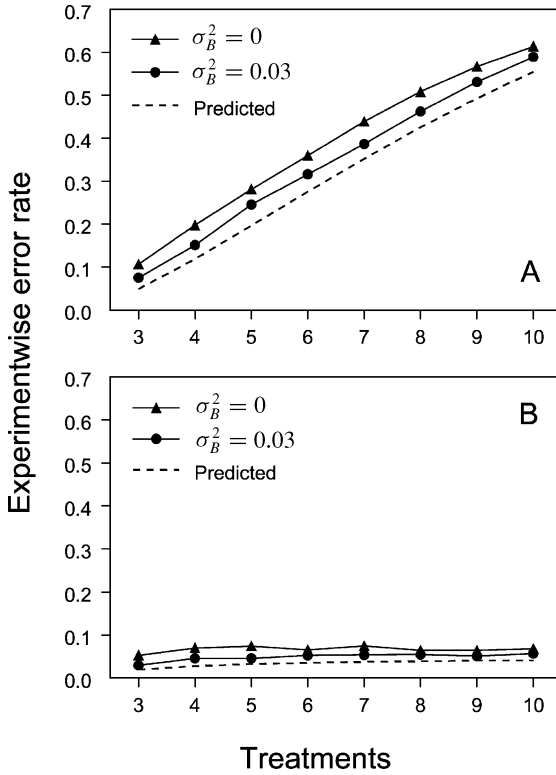 Experimentwise error rate
0.7
0.6
0.5
0.4
0.3
0.2
0.1
0.0
σ_B^2 = 0
σ_B^2 = 0.03
Predicted
A
3 4 5 6 7 8 9 10
0.7
0.6
0.5
0.4
0.3
0.2
0.1
0.0
σ_B^2 = 0
σ_B^2 = 0.03
Predicted
B
3 4 5 6 7 8 9 10
Treatments